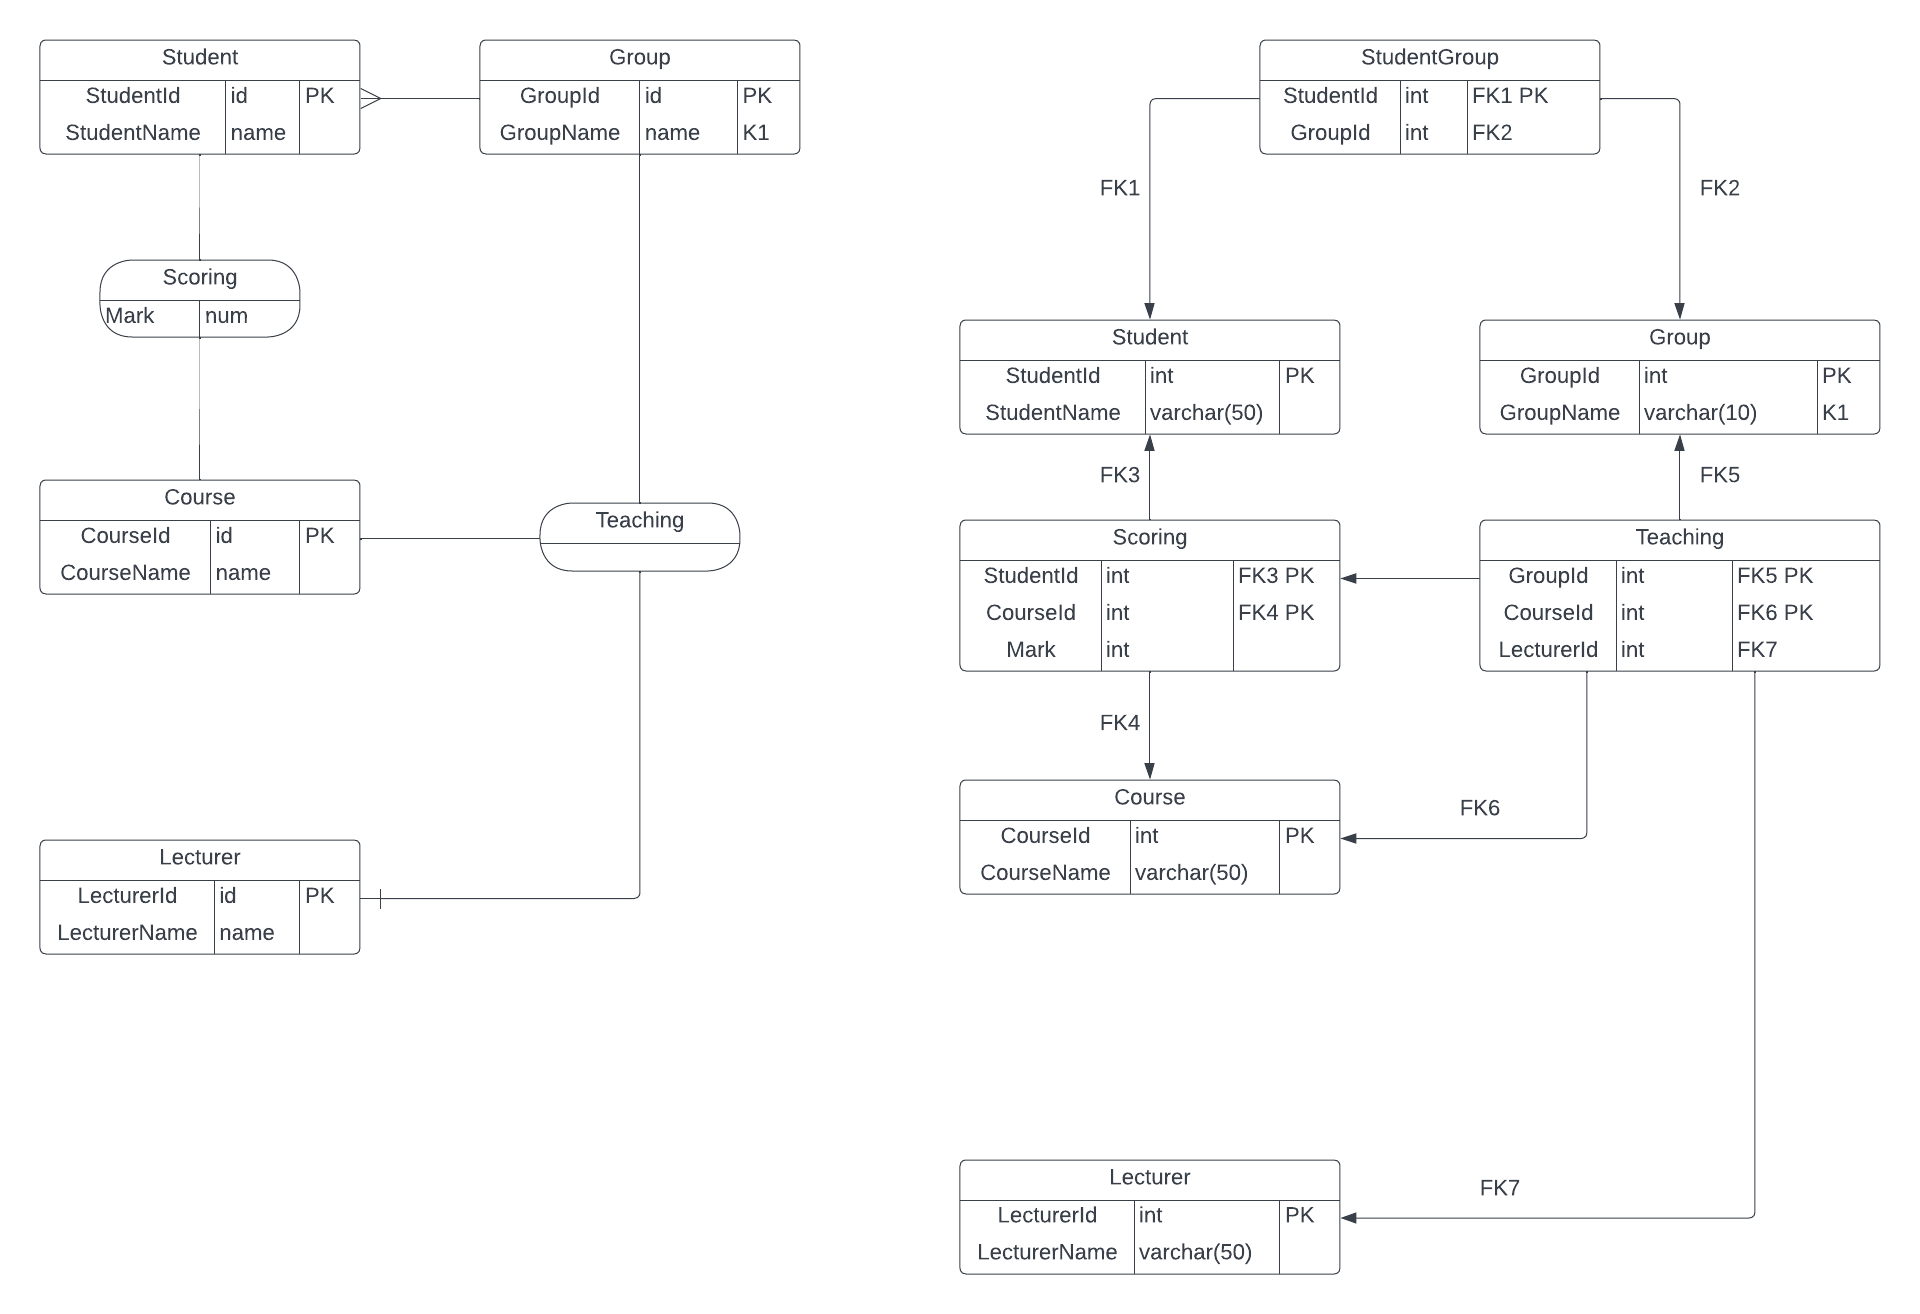 Student
StudentId id PK
StudentName name
Group
GroupId id PK
GroupName name K1
Scoring
Mark num
Course
CourseId id PK
CourseName name
Teaching
Lecturer
LecturerId id PK
LecturerName name
StudentGroup
StudentId int FK1 PK
GroupId int FK2
FK1
FK2
Student
StudentId int PK
StudentName varchar(50)
Group
GroupId int PK
GroupName varchar(10) K1
FK3
FK5
Scoring
StudentId int FK3 PK
CourseId int FK4 PK
Mark int
Teaching
GroupId int FK5 PK
CourseId int FK6 PK
LecturerId int FK7
FK4
Course
CourseId int PK
CourseName varchar(50)
FK6
Lecturer
LecturerId int PK
LecturerName varchar(50)
FK7